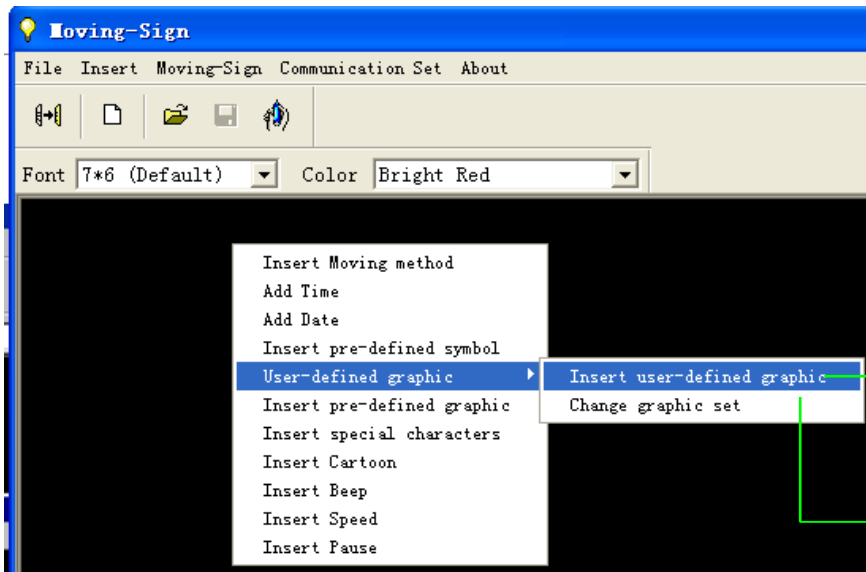 Moving-Sign
File Insert Moving-Sign Communication Set About
Font 7*6 (Default) Color Bright Red
Insert Moving method
Add Time
Add Date
Insert pre-defined symbol
User-defined graphic
Insert user-defined graphic
Insert pre-defined graphic
Change graphic set
Insert special characters
Insert Cartoon
Insert Beep
Insert Speed
Insert Pause